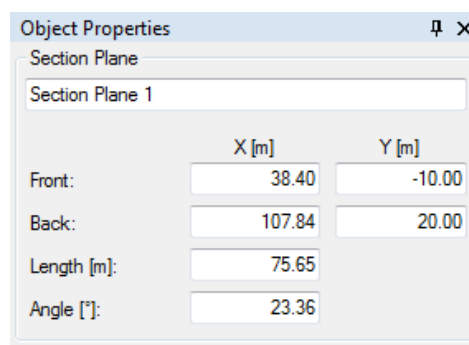 Object Properties
Section Plane
Section Plane 1
X [m] Y [m]
Front: 38.40 -10.00
Back: 107.84 20.00
Length [m]: 75.65
Angle [°]: 23.36